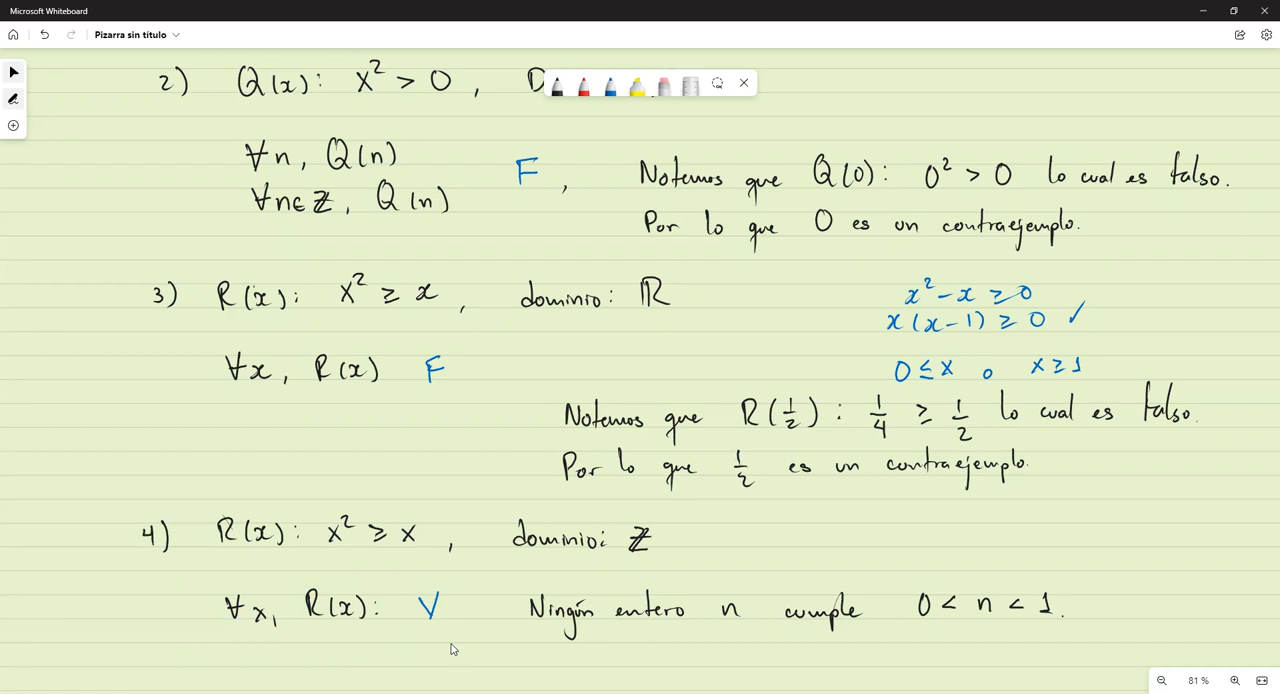 Microsoft Whiteboard
Pizarra sin título
2) Q(x): x² > 0, D
∀n, Q(n)
∀n∈ℤ, Q(n)
F, Notemos que Q(0): 0² > 0 lo cual es falso.
Por lo que 0 es un contraejemplo.
3) R(x): x² ≥ x, dominio: ℝ
x² - x ≥ 0
x(x-1) ≥ 0 ✓
∀x, R(x) F
0 ≤ x o x ≥ 1
Notemos que R(1/2): 1/4 ≥ 1/2 lo cual es falso.
Por lo que 1/2 es un contraejemplo.
4) R(x): x² ≥ x, dominio: ℤ
∀x, R(x): V Ningún entero n cumple 0 < n < 1.
81 %